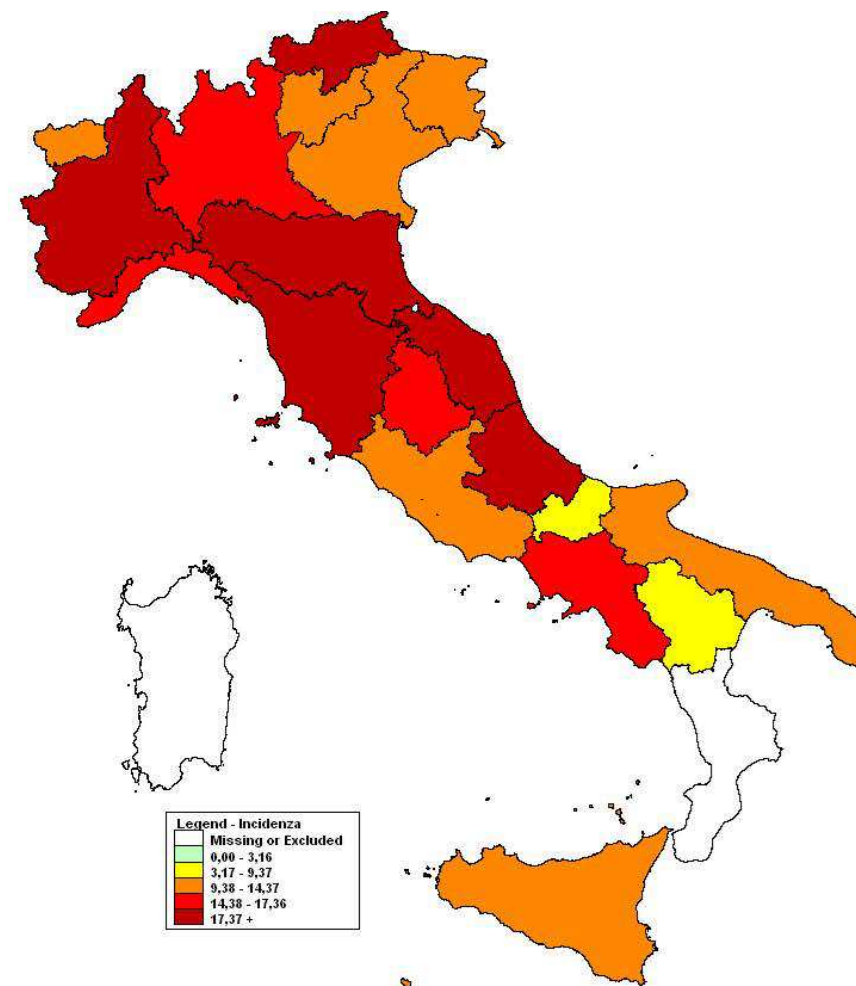 Legend - Incidenza
Missing or Excluded
0,00 - 3,16
3,17 - 9,37
9,38 - 14,37
14,38 - 17,36
17,37 +